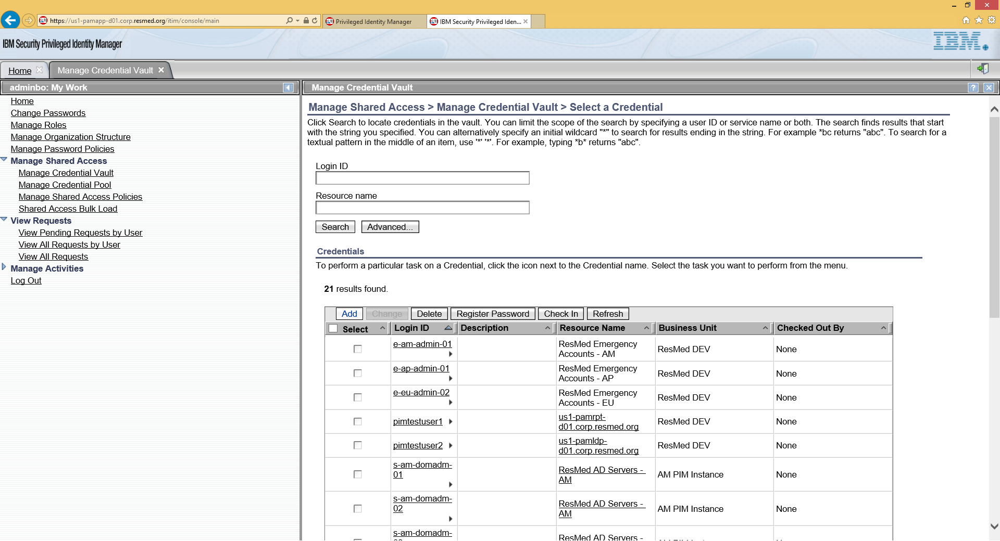 https://us1-pamapp-d01.corp.resmed.org/itim/console/main
Privileged Identity Manager
IBM Security Privileged Iden...
IBM Security Privileged Identity Manager
IBM.
Home
Manage Credential Vault
adminbo: My Work
Home
Change Passwords
Manage Roles
Manage Organization Structure
Manage Password Policies
Manage Shared Access
Manage Credential Vault
Manage Credential Pool
Manage Shared Access Policies
Shared Access Bulk Load
View Requests
View Pending Requests by User
View All Requests by User
View All Requests
Manage Activities
Log Out
Manage Credential Vault
?
Manage Shared Access > Manage Credential Vault > Select a Credential
Click Search to locate credentials in the vault. You can limit the scope of the search by specifying a user ID or service name or both. The search finds results that start
with the string you specified. You can alternatively specify an initial wildcard "*" to search for results ending in the string. For example *bc returns "abc". To search for a
textual pattern in the middle of an item, use '*' '*'. For example, typing *b* returns "abc".
Login ID
Resource name
Search Advanced...
Credentials
To perform a particular task on a Credential, click the icon next to the Credential name. Select the task you want to perform from the menu.
21 results found.
Add Change Delete Register Password Check In Refresh
Select Login ID Description Resource Name Business Unit Checked Out By
e-am-admin-01 ResMed Emergency
Accounts - AM ResMed DEV None
e-ap-admin-01 ResMed Emergency
Accounts - AP ResMed DEV None
e-eu-admin-02 ResMed Emergency
Accounts - EU ResMed DEV None
pimtestuser1 us1-pamrpt-
d01.corp.resmed.org ResMed DEV None
pimtestuser2 us1-pamldp-
d01.corp.resmed.org ResMed DEV None
s-am-domadm-
01 ResMed AD Servers -
AM AM PIM Instance None
s-am-domadm-
02 ResMed AD Servers -
AM AM PIM Instance None
s-am-domadm-
ResMed AD Servers -